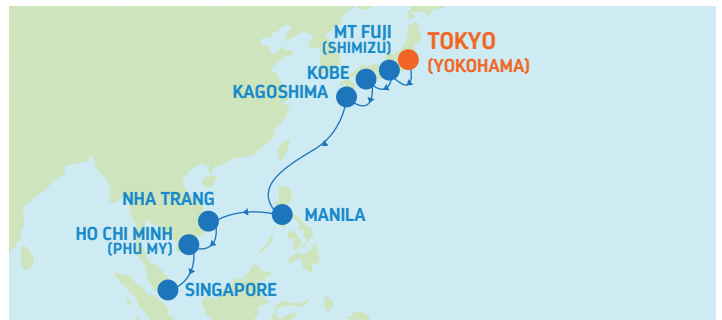 MT FUJI
(SHIMIZU)
TOKYO
(YOKOHAMA)
KOBE
KAGOSHIMA
NHA TRANG
MANILA
HO CHI MINH
(PHU MY)
SINGAPORE